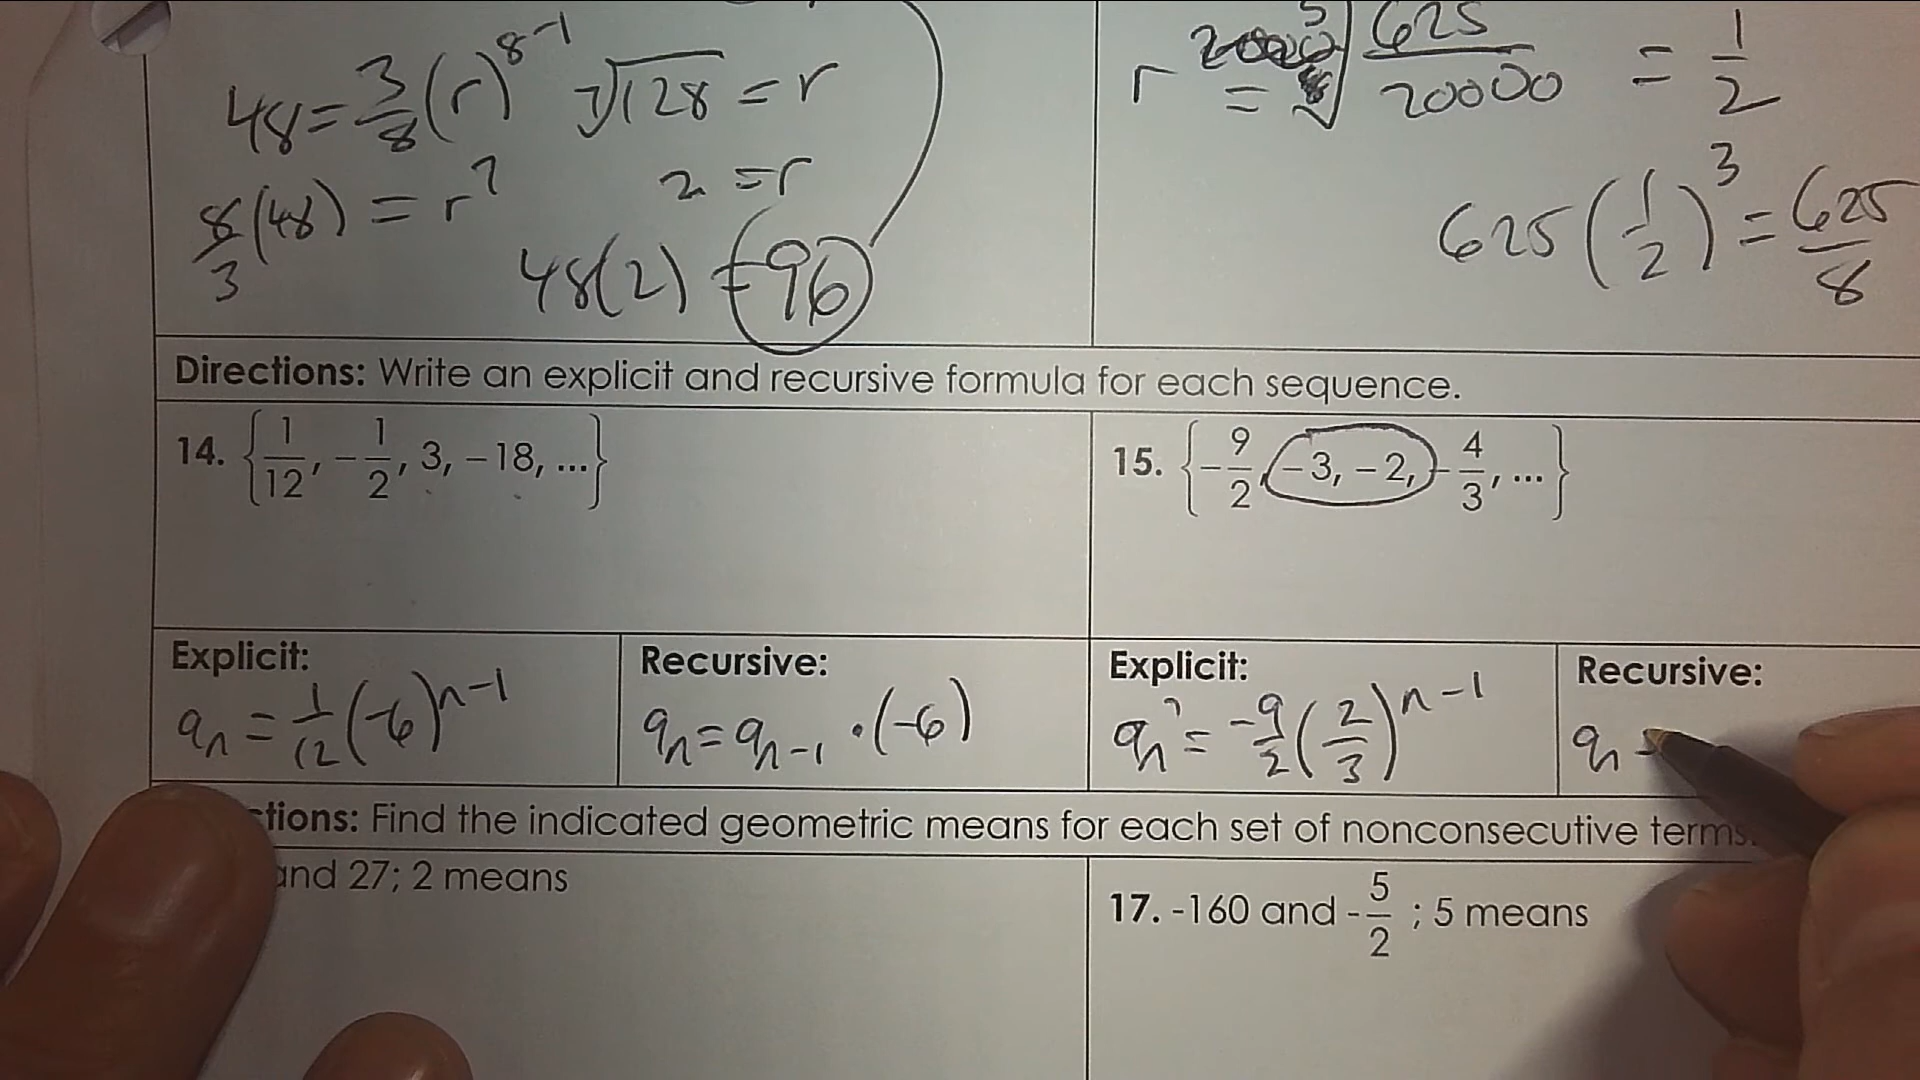 48 = 3/8 (r)^8-1 ⁷√128 = r
8/3 (48) = r^7 2 = r
48(2) = 96
r = ⁵√625/20000 = 1/2
625 (1/2)^3 = 625/8
Directions: Write an explicit and recursive formula for each sequence.
14. {1/12, -1/2, 3, -18, ...}
15. {-9/2, -3, -2, -4/3, ...}
Explicit:
a_n = 1/12 (-6)^n-1
Recursive:
a_n = a_n-1 · (-6)
Explicit:
a_n = -9/2 (2/3)^n-1
Recursive:
a_n
tions: Find the indicated geometric means for each set of nonconsecutive terms.
and 27; 2 means
17. -160 and -5/2 ; 5 means